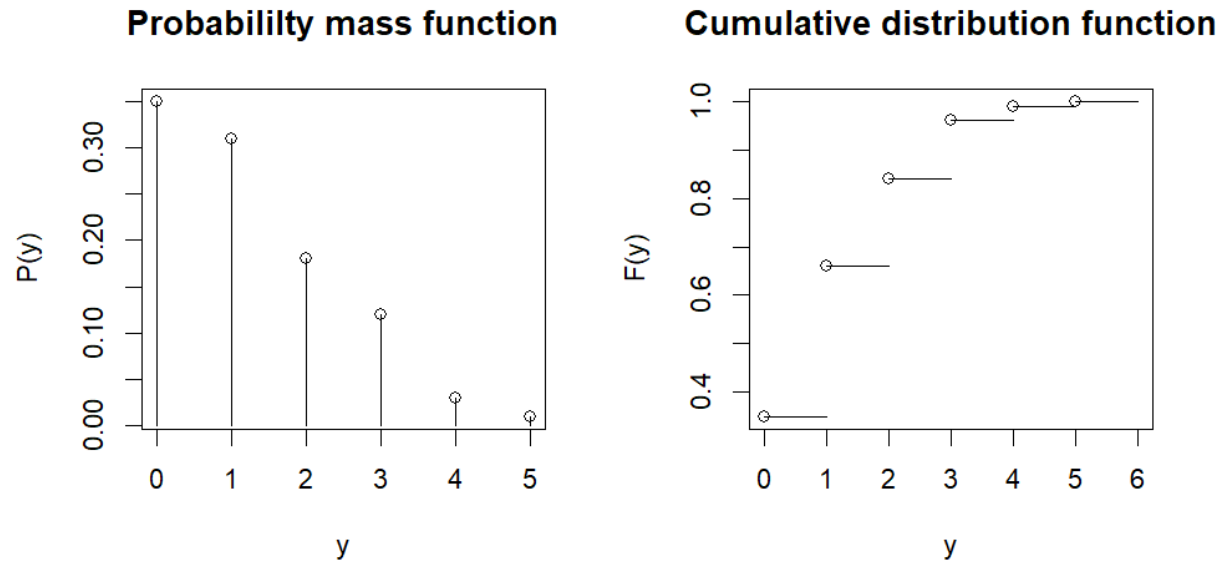 Probabililty mass function
P(y)
0.30
0.20
0.10
0.00
0 1 2 3 4 5
y
Cumulative distribution function
F(y)
1.0
0.8
0.6
0.4
0 1 2 3 4 5 6
y